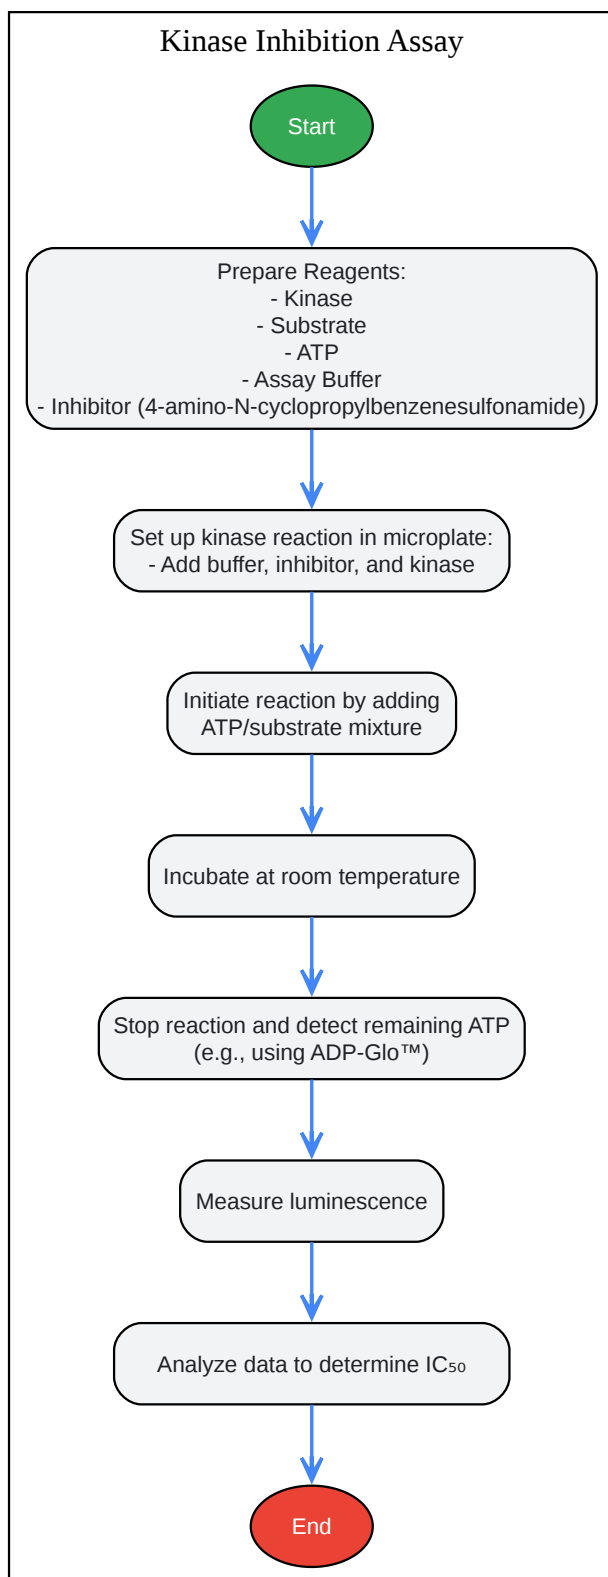 Kinase Inhibition Assay
Start
Prepare Reagents:
- Kinase
- Substrate
- ATP
- Assay Buffer
- Inhibitor (4-amino-N-cyclopropylbenzenesulfonamide)
Set up kinase reaction in microplate:
- Add buffer, inhibitor, and kinase
Initiate reaction by adding
ATP/substrate mixture
Incubate at room temperature
Stop reaction and detect remaining ATP
(e.g., using ADP-Glo™)
Measure luminescence
Analyze data to determine IC₅₀
End